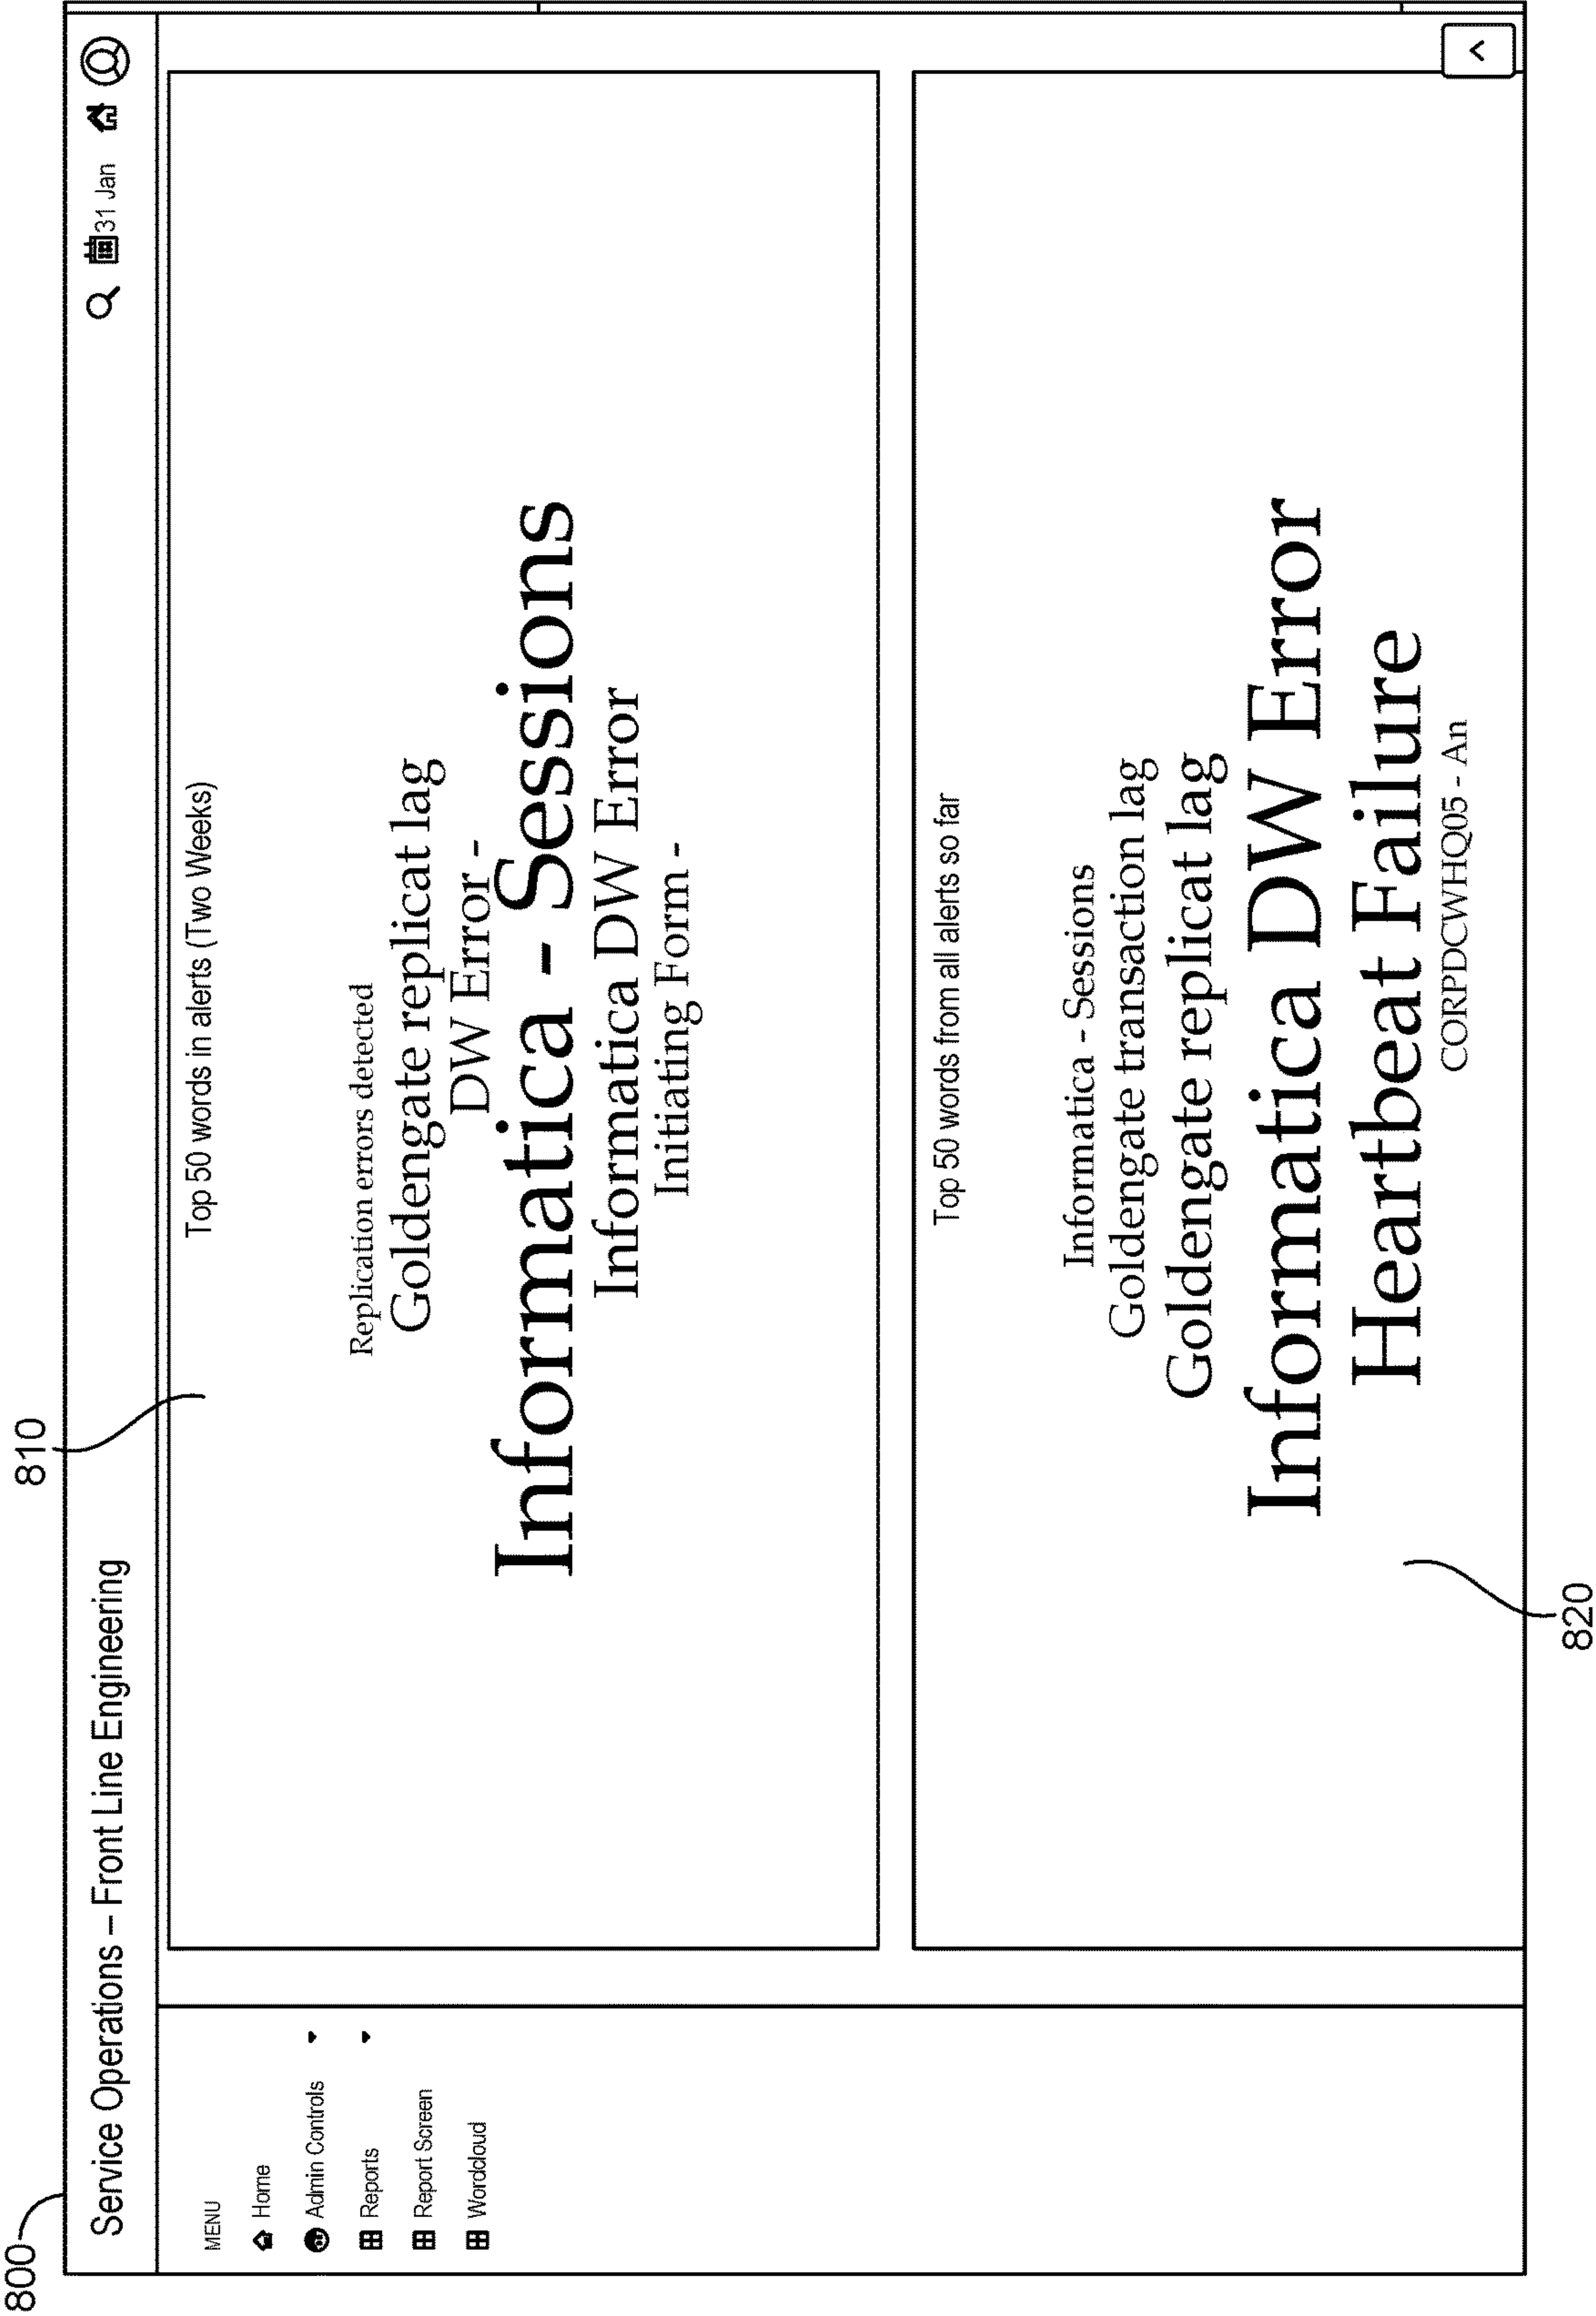 800
Service Operations – Front Line Engineering
31 Jan
810
MENU
Home
Admin Controls
Reports
Report Screen
Wordcloud
Top 50 words in alerts (Two Weeks)
Replication errors detected
Goldengate replicat lag
DW Error -
Informatica - Sessions
Informatica DW Error
Initiating Form -
Top 50 words from all alerts so far
Informatica - Sessions
Goldengate transaction lag
Goldengate replicat lag
Informatica DW Error
Heartbeat Failure
CORPDCWHQ05 - An
820